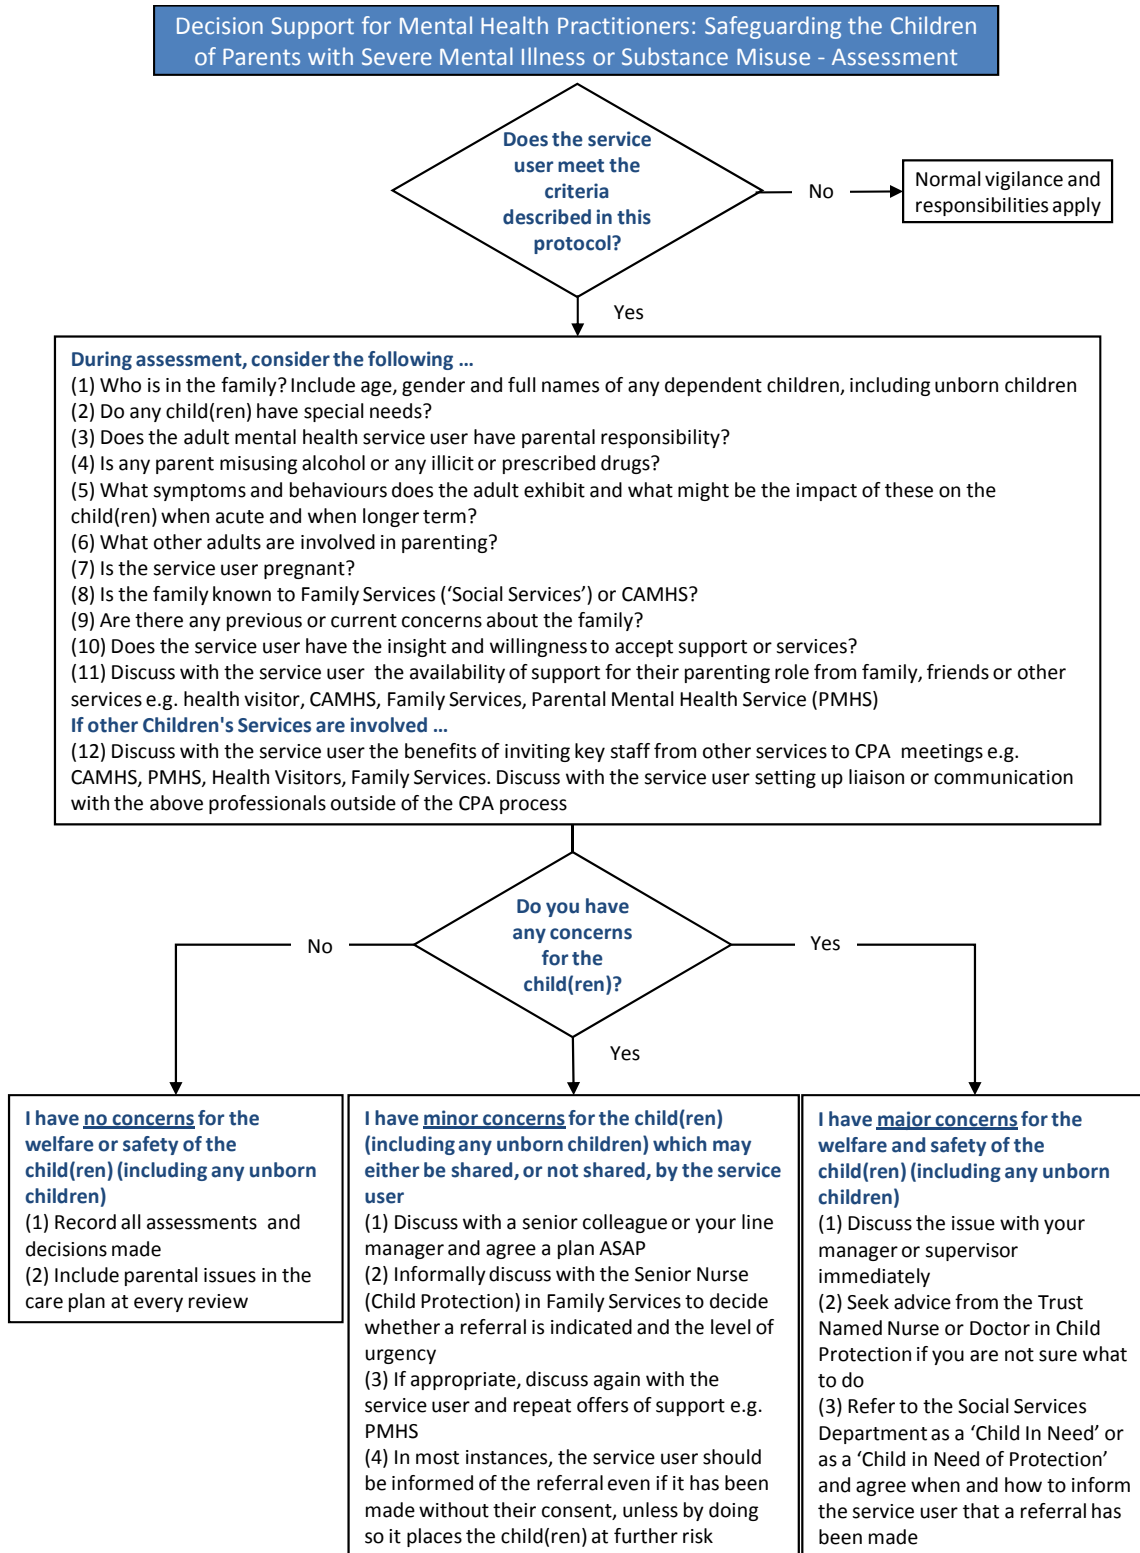 Decision Support for Mental Health Practitioners: Safeguarding the Children
of Parents with Severe Mental Illness or Substance Misuse - Assessment
Does the service
user meet the
criteria
described in this
protocol?
No
Normal vigilance and
responsibilities apply
Yes
During assessment, consider the following ...
(1) Who is in the family? Include age, gender and full names of any dependent children, including unborn children
(2) Do any child(ren) have special needs?
(3) Does the adult mental health service user have parental responsibility?
(4) Is any parent misusing alcohol or any illicit or prescribed drugs?
(5) What symptoms and behaviours does the adult exhibit and what might be the impact of these on the
child(ren) when acute and when longer term?
(6) What other adults are involved in parenting?
(7) Is the service user pregnant?
(8) Is the family known to Family Services (‘Social Services’) or CAMHS?
(9) Are there any previous or current concerns about the family?
(10) Does the service user have the insight and willingness to accept support or services?
(11) Discuss with the service user the availability of support for their parenting role from family, friends or other
services e.g. health visitor, CAMHS, Family Services, Parental Mental Health Service (PMHS)
If other Children's Services are involved ...
(12) Discuss with the service user the benefits of inviting key staff from other services to CPA meetings e.g.
CAMHS, PMHS, Health Visitors, Family Services. Discuss with the service user setting up liaison or communication
with the above professionals outside of the CPA process
Do you have
any concerns
for the
child(ren)?
No
Yes
Yes
I have no concerns for the
welfare or safety of the
child(ren) (including any unborn
children)
(1) Record all assessments and
decisions made
(2) Include parental issues in the
care plan at every review
I have minor concerns for the child(ren)
(including any unborn children) which may
either be shared, or not shared, by the service
user
(1) Discuss with a senior colleague or your line
manager and agree a plan ASAP
(2) Informally discuss with the Senior Nurse
(Child Protection) in Family Services to decide
whether a referral is indicated and the level of
urgency
(3) If appropriate, discuss again with the
service user and repeat offers of support e.g.
PMHS
(4) In most instances, the service user should
be informed of the referral even if it has been
made without their consent, unless by doing
so it places the child(ren) at further risk
I have major concerns for the
welfare and safety of the
child(ren) (including any unborn
children)
(1) Discuss the issue with your
manager or supervisor
immediately
(2) Seek advice from the Trust
Named Nurse or Doctor in Child
Protection if you are not sure what
to do
(3) Refer to the Social Services
Department as a ‘Child In Need’ or
as a ‘Child in Need of Protection’
and agree when and how to inform
the service user that a referral has
been made